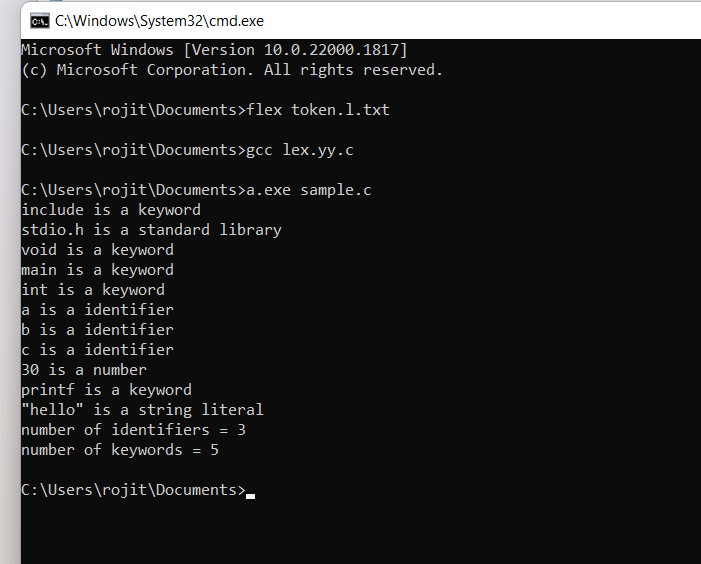 C:\Windows\System32\cmd.exe
Microsoft Windows [Version 10.0.22000.1817]
(c) Microsoft Corporation. All rights reserved.
C:\Users\rojit\Documents>flex token.l.txt
C:\Users\rojit\Documents>gcc lex.yy.c
C:\Users\rojit\Documents>a.exe sample.c
include is a keyword
stdio.h is a standard library
void is a keyword
main is a keyword
int is a keyword
a is a identifier
b is a identifier
c is a identifier
30 is a number
printf is a keyword
"hello" is a string literal
number of identifiers = 3
number of keywords = 5
C:\Users\rojit\Documents>